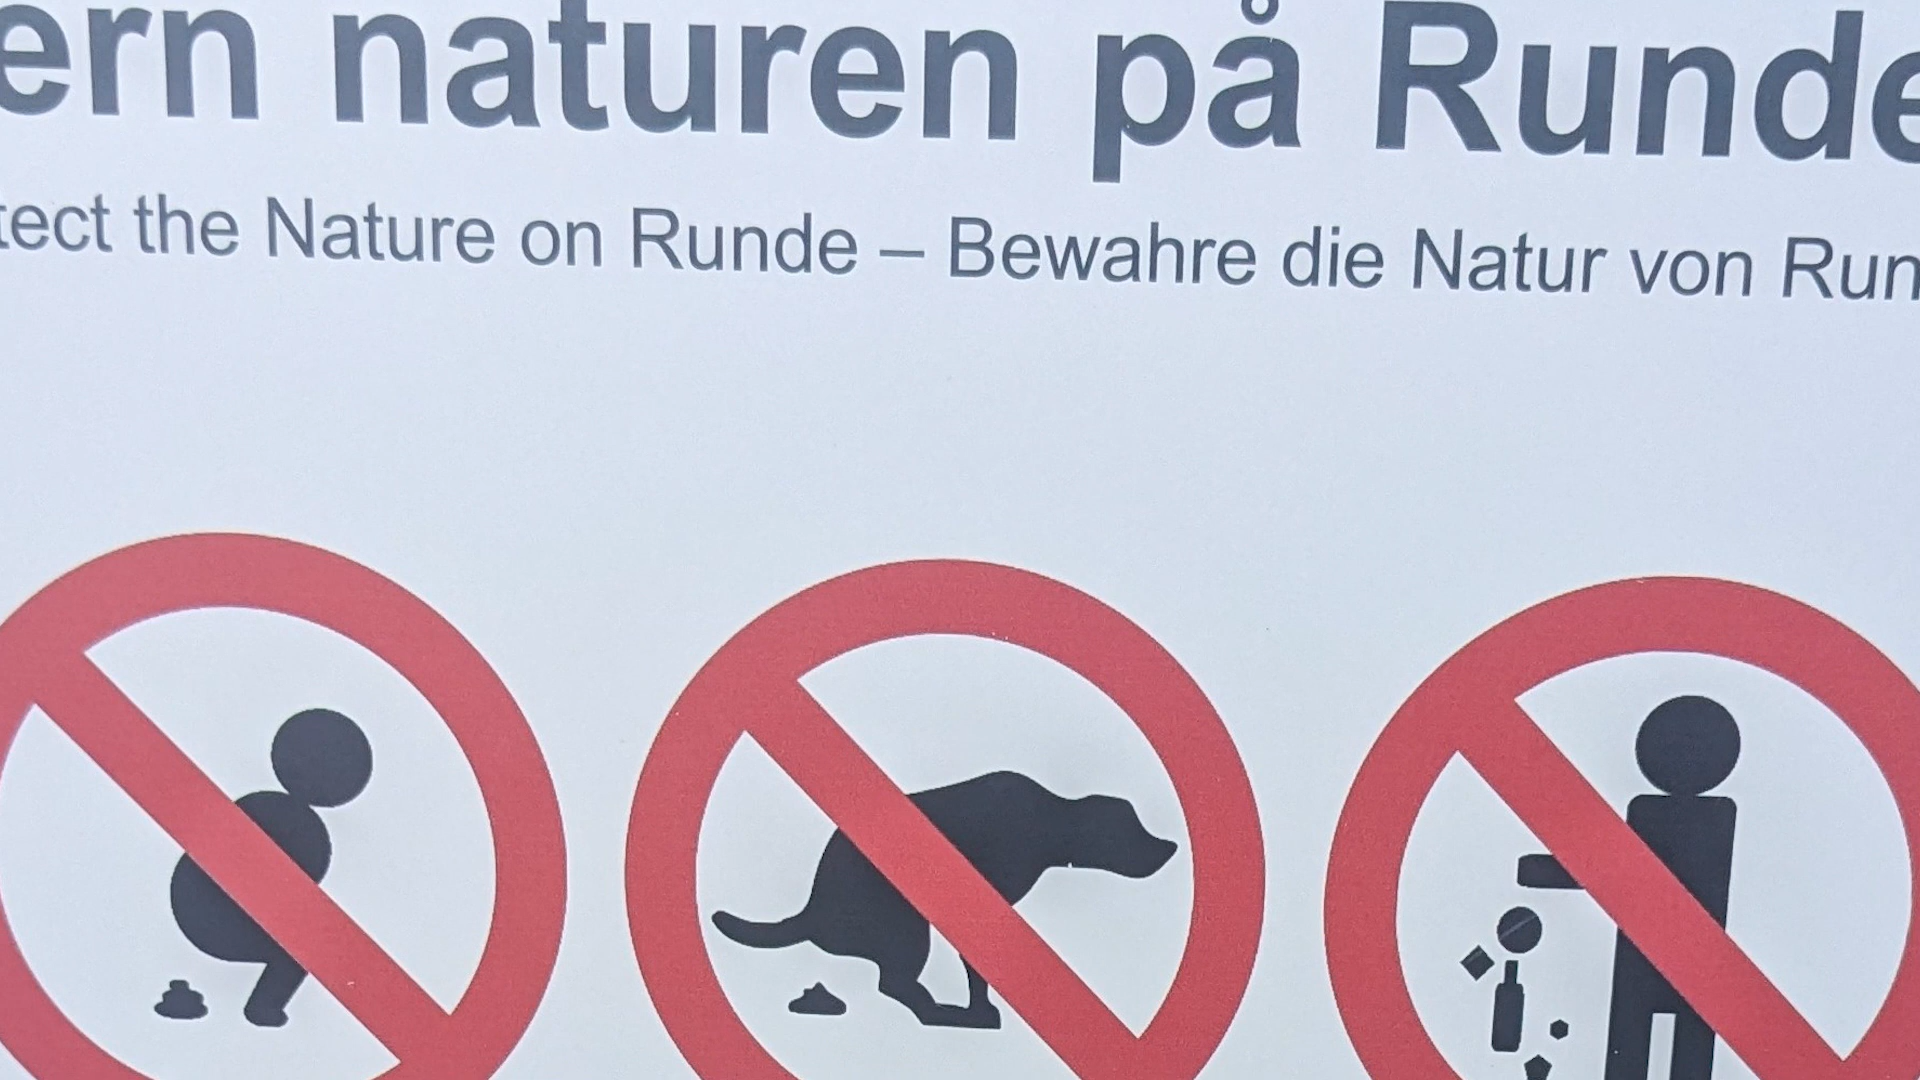 ern naturen på Runde
tect the Nature on Runde – Bewahre die Natur von Run